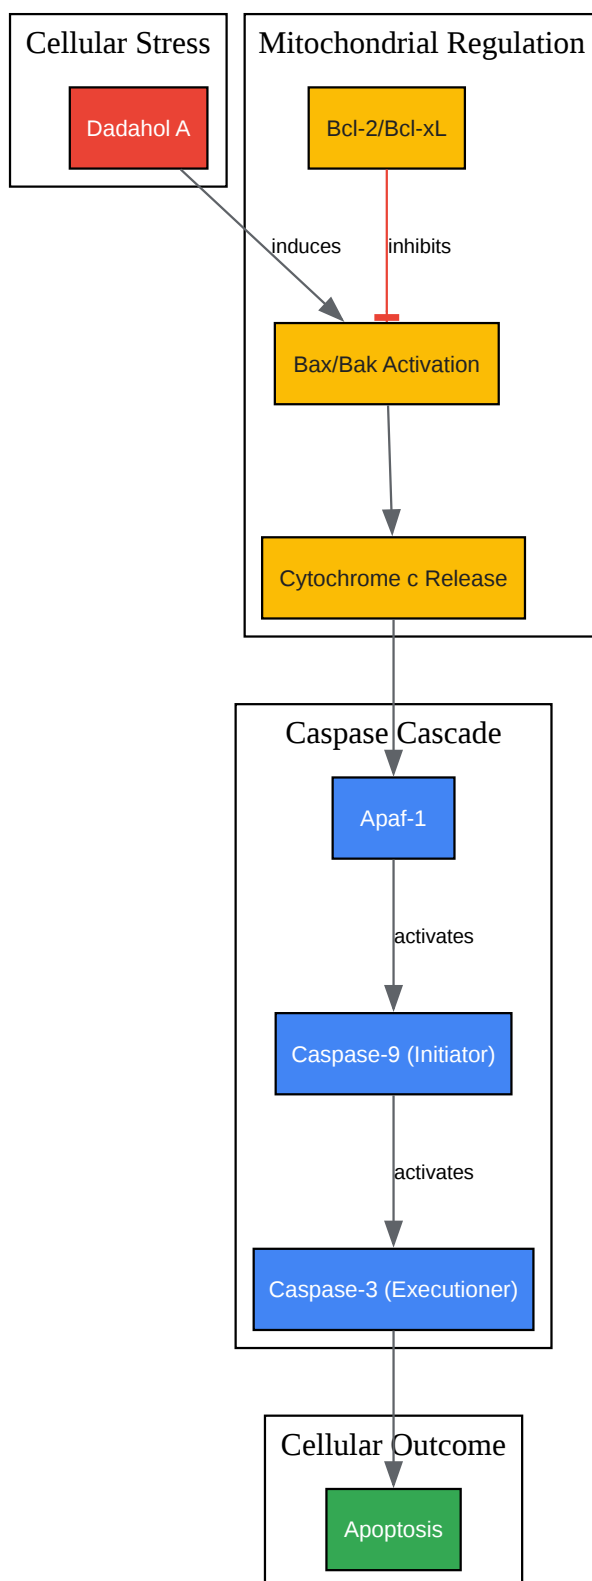 Cellular Stress
Mitochondrial Regulation
Dadahol A
Bcl-2/Bcl-xL
induces
inhibits
Bax/Bak Activation
Cytochrome c Release
Caspase Cascade
Apaf-1
activates
Caspase-9 (Initiator)
activates
Caspase-3 (Executioner)
Cellular Outcome
Apoptosis